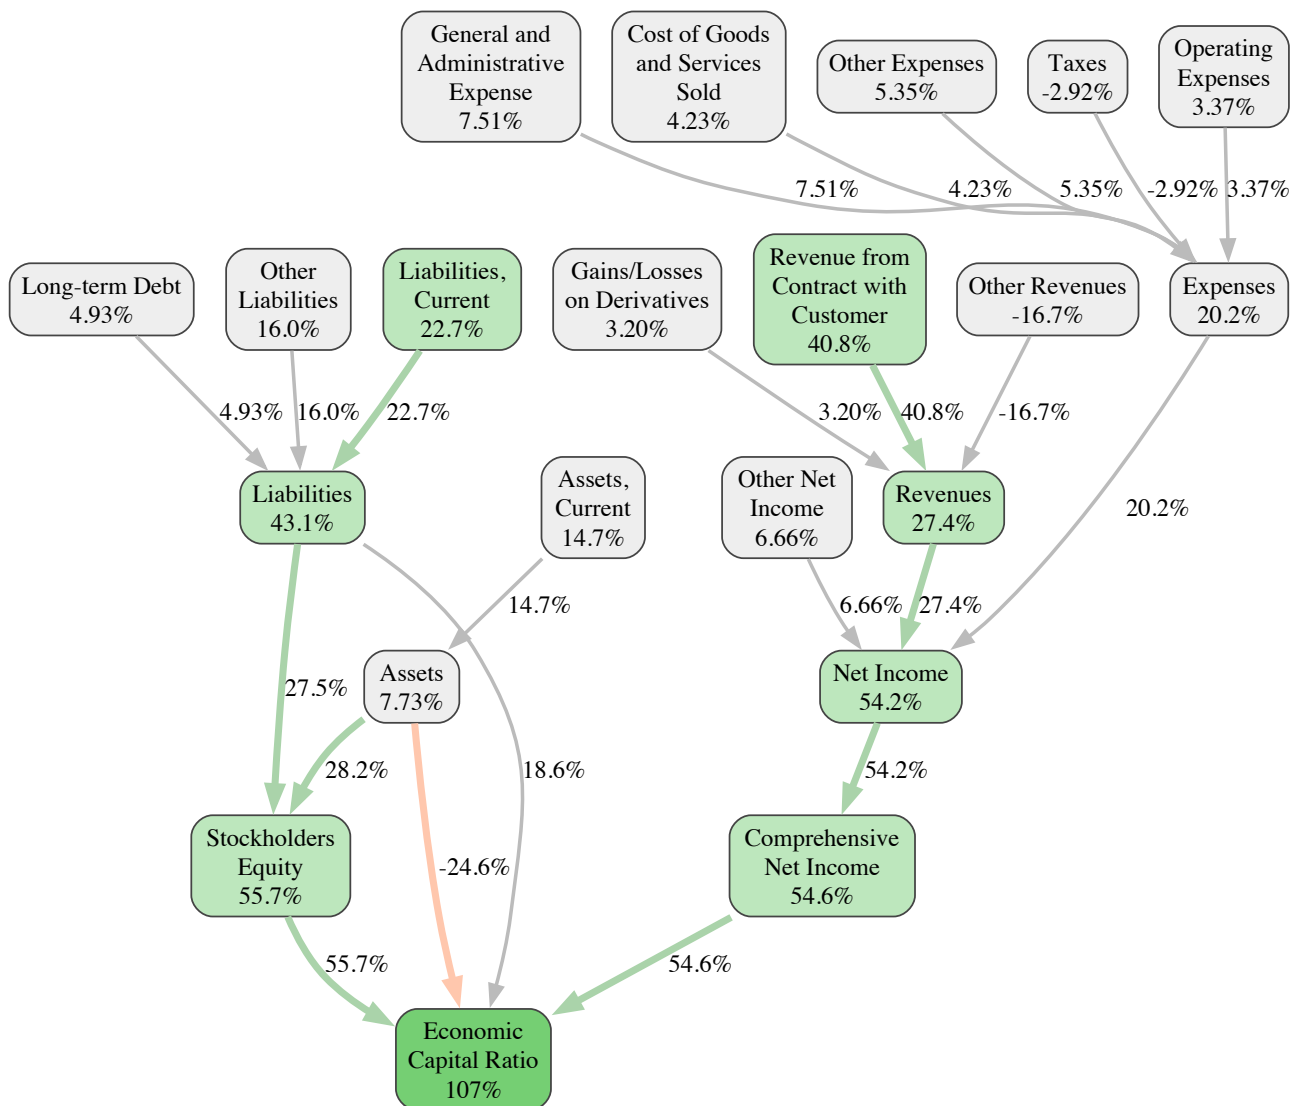 General and
Administrative
Expense
7.51%
Cost of Goods
and Services
Sold
4.23%
Other Expenses
5.35%
Taxes
-2.92%
Operating
Expenses
3.37%
7.51%
4.23%
5.35%
-2.92%
3.37%
Long-term Debt
4.93%
Other
Liabilities
16.0%
Liabilities,
Current
22.7%
Gains/Losses
on Derivatives
3.20%
Revenue from
Contract with
Customer
40.8%
Other Revenues
-16.7%
Expenses
20.2%
4.93%
16.0%
22.7%
3.20%
40.8%
-16.7%
Liabilities
43.1%
Assets,
Current
14.7%
Other Net
Income
6.66%
Revenues
27.4%
20.2%
14.7%
6.66%
27.4%
Assets
7.73%
Net Income
54.2%
27.5%
28.2%
18.6%
54.2%
Stockholders
Equity
55.7%
-24.6%
Comprehensive
Net Income
54.6%
55.7%
54.6%
Economic
Capital Ratio
107%